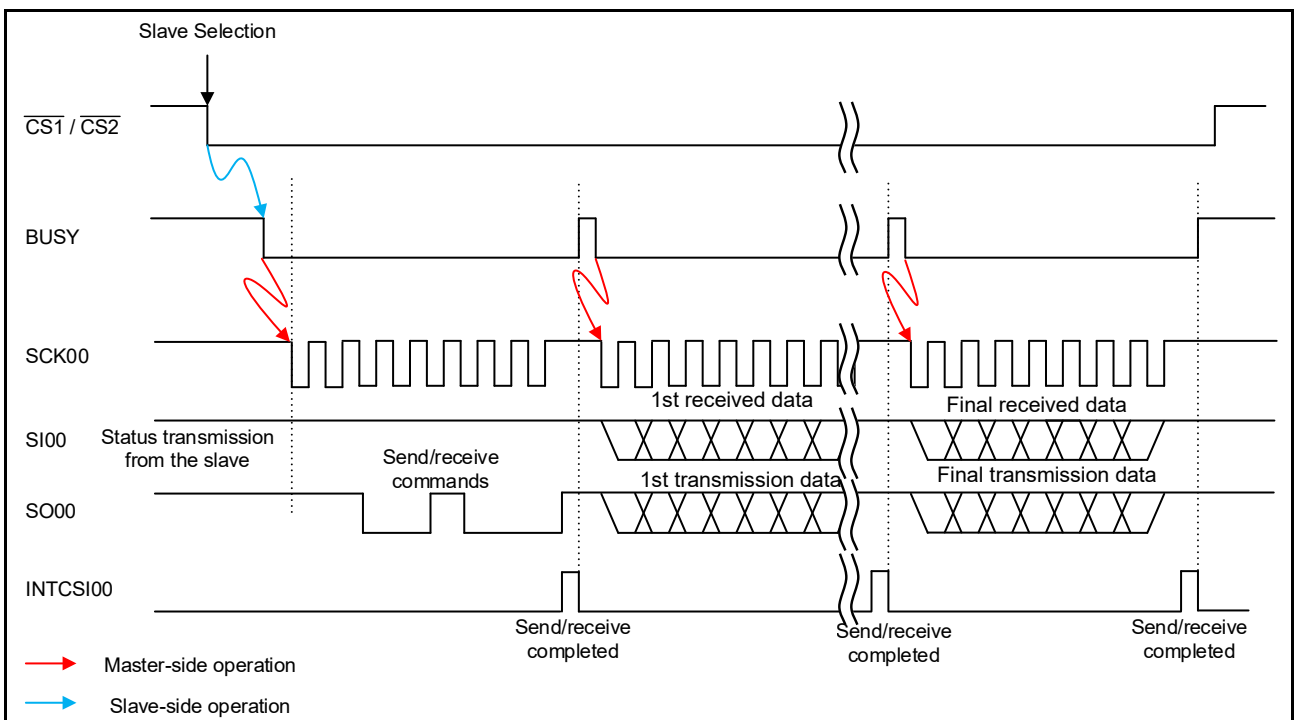 Slave Selection
CS1 / CS2
BUSY
SCK00
1st received data
Final received data
SI00
Status transmission
from the slave
Send/receive
commands
1st transmission data
Final transmission data
SO00
INTCSI00
Send/receive
completed
Send/receive
completed
Send/receive
completed
Master-side operation
Slave-side operation